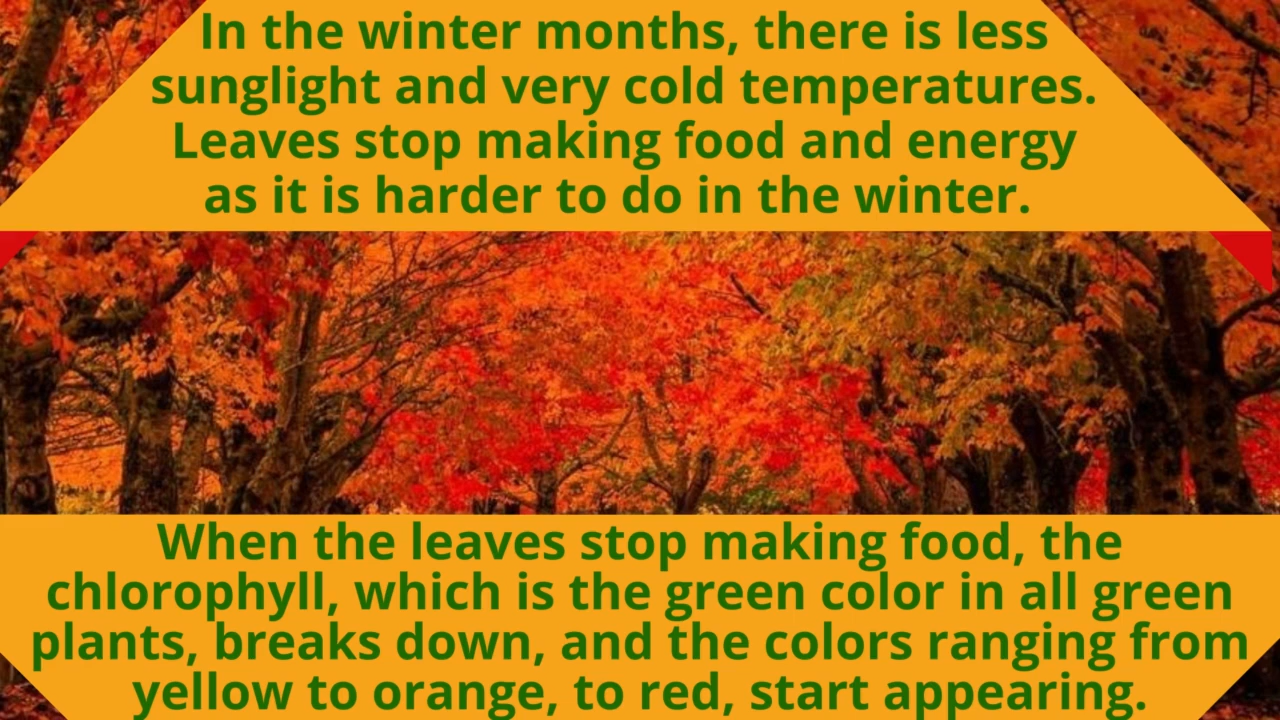 In the winter months, there is less
sunglight and very cold temperatures.
Leaves stop making food and energy
as it is harder to do in the winter.
When the leaves stop making food, the
chlorophyll, which is the green color in all green
plants, breaks down, and the colors ranging from
yellow to orange, to red, start appearing.